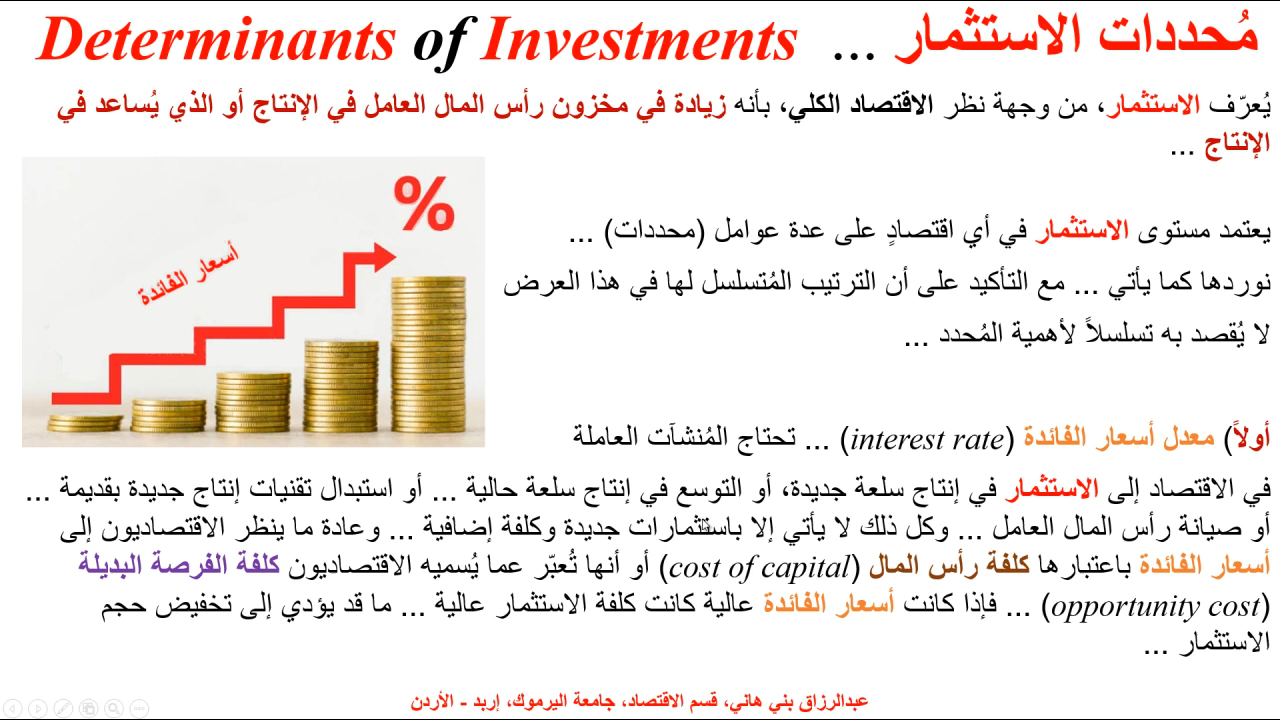 مُحددات الاستثمار ... Determinants of Investments
يُعرّف الاستثمار، من وجهة نظر الاقتصاد الكلي، بأنه زيادة في مخزون رأس المال العامل في الإنتاج أو الذي يُساعد في
الإنتاج ...
%
أسعار الفائدة
يعتمد مستوى الاستثمار في أي اقتصادٍ على عدة عوامل (محددات) ...
نوردها كما يأتي ... مع التأكيد على أن الترتيب المُتسلسل لها في هذا العرض
لا يُقصد به تسلسلاً لأهمية المُحدد ...
أولاً) معدل أسعار الفائدة (interest rate) ... تحتاج المُنشآت العاملة
في الاقتصاد إلى الاستثمار في إنتاج سلعة جديدة، أو التوسع في إنتاج سلعة حالية ... أو استبدال تقنيات إنتاج جديدة بقديمة ...
أو صيانة رأس المال العامل ... وكل ذلك لا يأتي إلا باستثمارات جديدة وكلفة إضافية ... وعادة ما ينظر الاقتصاديون إلى
أسعار الفائدة باعتبارها كلفة رأس المال (cost of capital) أو أنها تُعبّر عما يُسميه الاقتصاديون كلفة الفرصة البديلة
(opportunity cost) ... فإذا كانت أسعار الفائدة عالية كانت كلفة الاستثمار عالية ... ما قد يؤدي إلى تخفيض حجم
الاستثمار ...
عبدالرزاق بني هاني، قسم الاقتصاد، جامعة اليرموك، إربد - الأردن